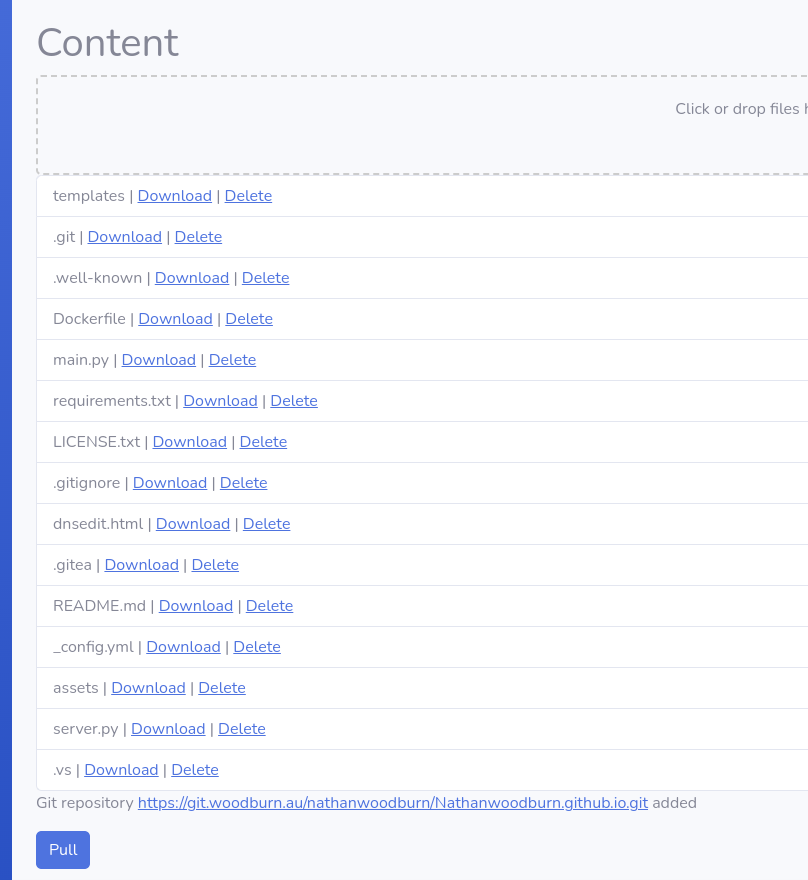 Content
Click or drop files
templates | Download | Delete
.git | Download | Delete
.well-known | Download | Delete
Dockerfile | Download | Delete
main.py | Download | Delete
requirements.txt | Download | Delete
LICENSE.txt | Download | Delete
.gitignore | Download | Delete
dnsedit.html | Download | Delete
.gitea | Download | Delete
README.md | Download | Delete
_config.yml | Download | Delete
assets | Download | Delete
server.py | Download | Delete
.vs | Download | Delete
Git repository https://git.woodburn.au/nathanwoodburn/Nathanwoodburn.github.io.git added
Pull